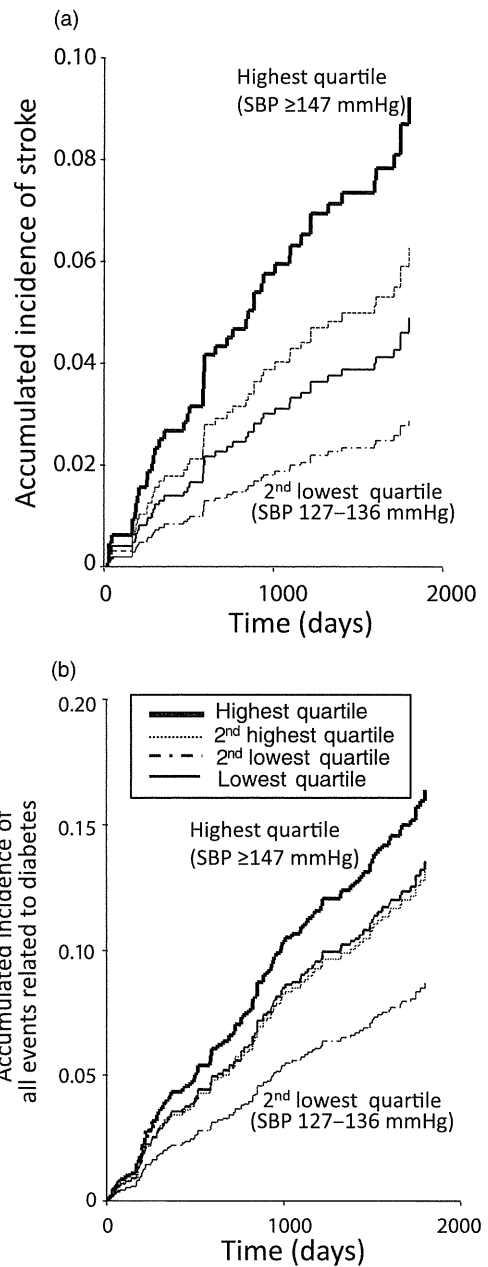 (a)
Accumulated incidence of stroke
0.10
0.08
0.06
0.04
0.02
0
Highest quartile
(SBP ≥147 mmHg)
2nd lowest quartile
(SBP 127–136 mmHg)
0
1000
2000
Time (days)
(b)
Accumulated incidence of
all events related to diabetes
0.20
0.15
0.10
0.05
0
Highest quartile
2nd highest quartile
2nd lowest quartile
Lowest quartile
Highest quartile
(SBP ≥147 mmHg)
2nd lowest quartile
(SBP 127–136 mmHg)
0
1000
2000
Time (days)